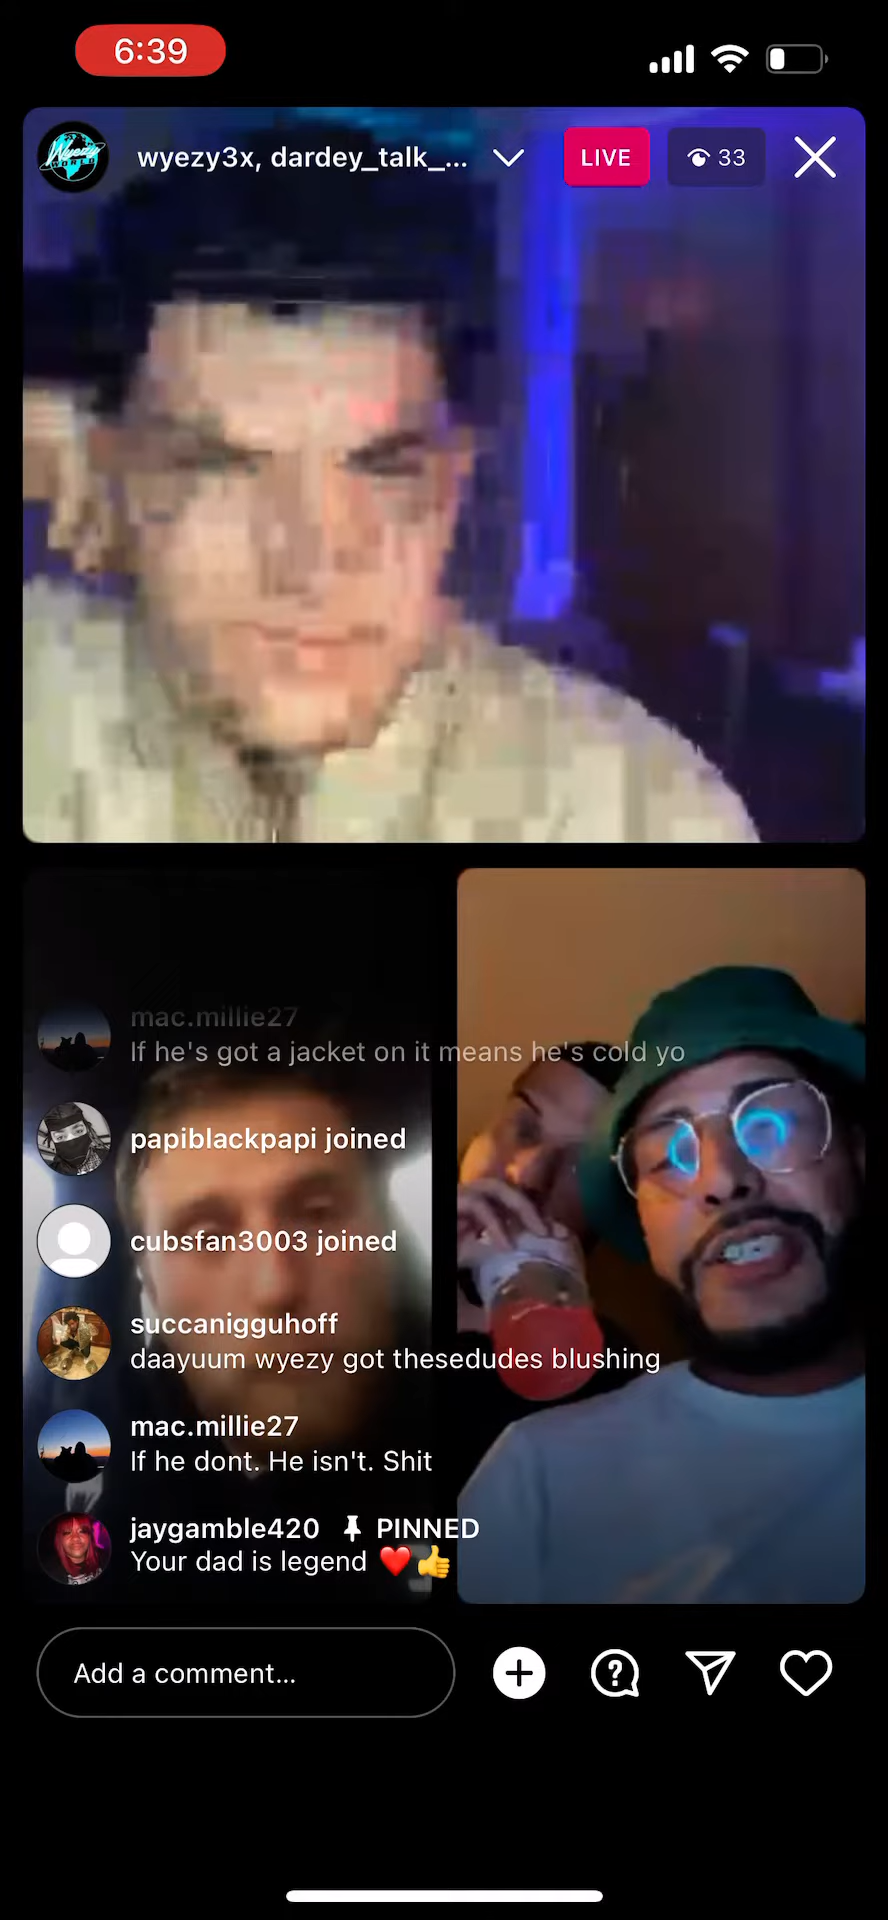 6:39
Wyezy
WORLD
wyezy3x, dardey_talk_...
LIVE
33
mac.millie27
If he's got a jacket on it means he's cold yo
papiblackpapi joined
cubsfan3003 joined
succanigguhoff
daayuum wyezy got thesedudes blushing
mac.millie27
If he dont. He isn't. Shit
jaygamble420 PINNED
Your dad is legend ❤️👍
Add a comment...